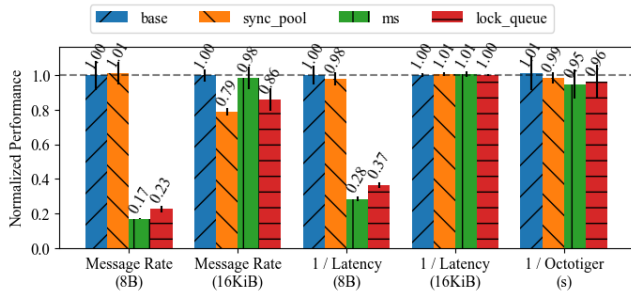 base sync_pool ms lock_queue
Normalized Performance
1.0
0.8
0.6
0.4
0.2
0.0
1.00 1.01 0.17 0.23
1.00 0.79 0.98 0.86
1.00 0.98 0.28 0.37
1.00 1.01 1.01 1.00
1.01 0.99 0.95 0.96
Message Rate Message Rate 1 / Latency 1 / Latency 1 / Octotiger
(8B) (16KiB) (8B) (16KiB) (s)